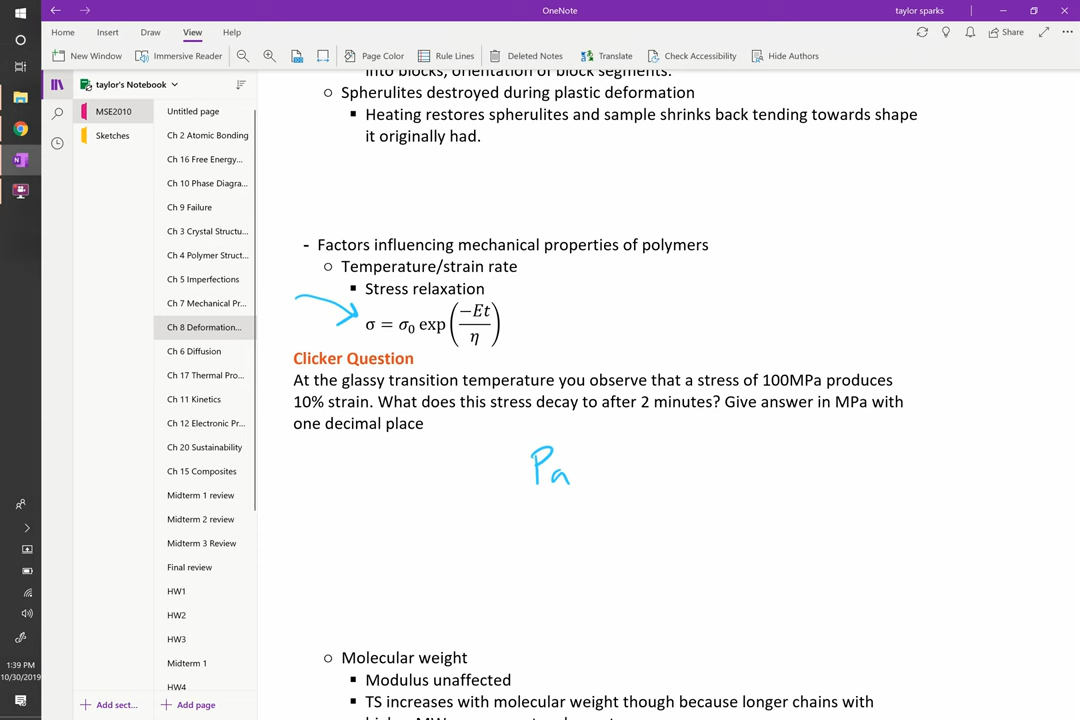 OneNote
taylor sparks
Home Insert Draw View Help
Share
New Window Immersive Reader Page Color Rule Lines Deleted Notes Translate Check Accessibility Hide Authors
taylor's Notebook
MSE2010
Sketches
Untitled page
Ch 2 Atomic Bonding
Ch 16 Free Energy...
Ch 10 Phase Diagra...
Ch 9 Failure
Ch 3 Crystal Structu...
Ch 4 Polymer Struct...
Ch 5 Imperfections
Ch 7 Mechanical Pr...
Ch 8 Deformation...
Ch 6 Diffusion
Ch 17 Thermal Pro...
Ch 11 Kinetics
Ch 12 Electronic Pr...
Ch 20 Sustainability
Ch 15 Composites
Midterm 1 review
Midterm 2 review
Midterm 3 Review
Final review
HW1
HW2
HW3
Midterm 1
HW4
+ Add sect...
+ Add page
into blocks, orientation of block segments.
○ Spherulites destroyed during plastic deformation
▪ Heating restores spherulites and sample shrinks back tending towards shape
it originally had.
- Factors influencing mechanical properties of polymers
○ Temperature/strain rate
▪ Stress relaxation
σ = σ₀ exp(−Et/η)
Clicker Question
At the glassy transition temperature you observe that a stress of 100MPa produces
10% strain. What does this stress decay to after 2 minutes? Give answer in MPa with
one decimal place
Pa
○ Molecular weight
▪ Modulus unaffected
▪ TS increases with molecular weight though because longer chains with
1:39 PM
10/30/2019